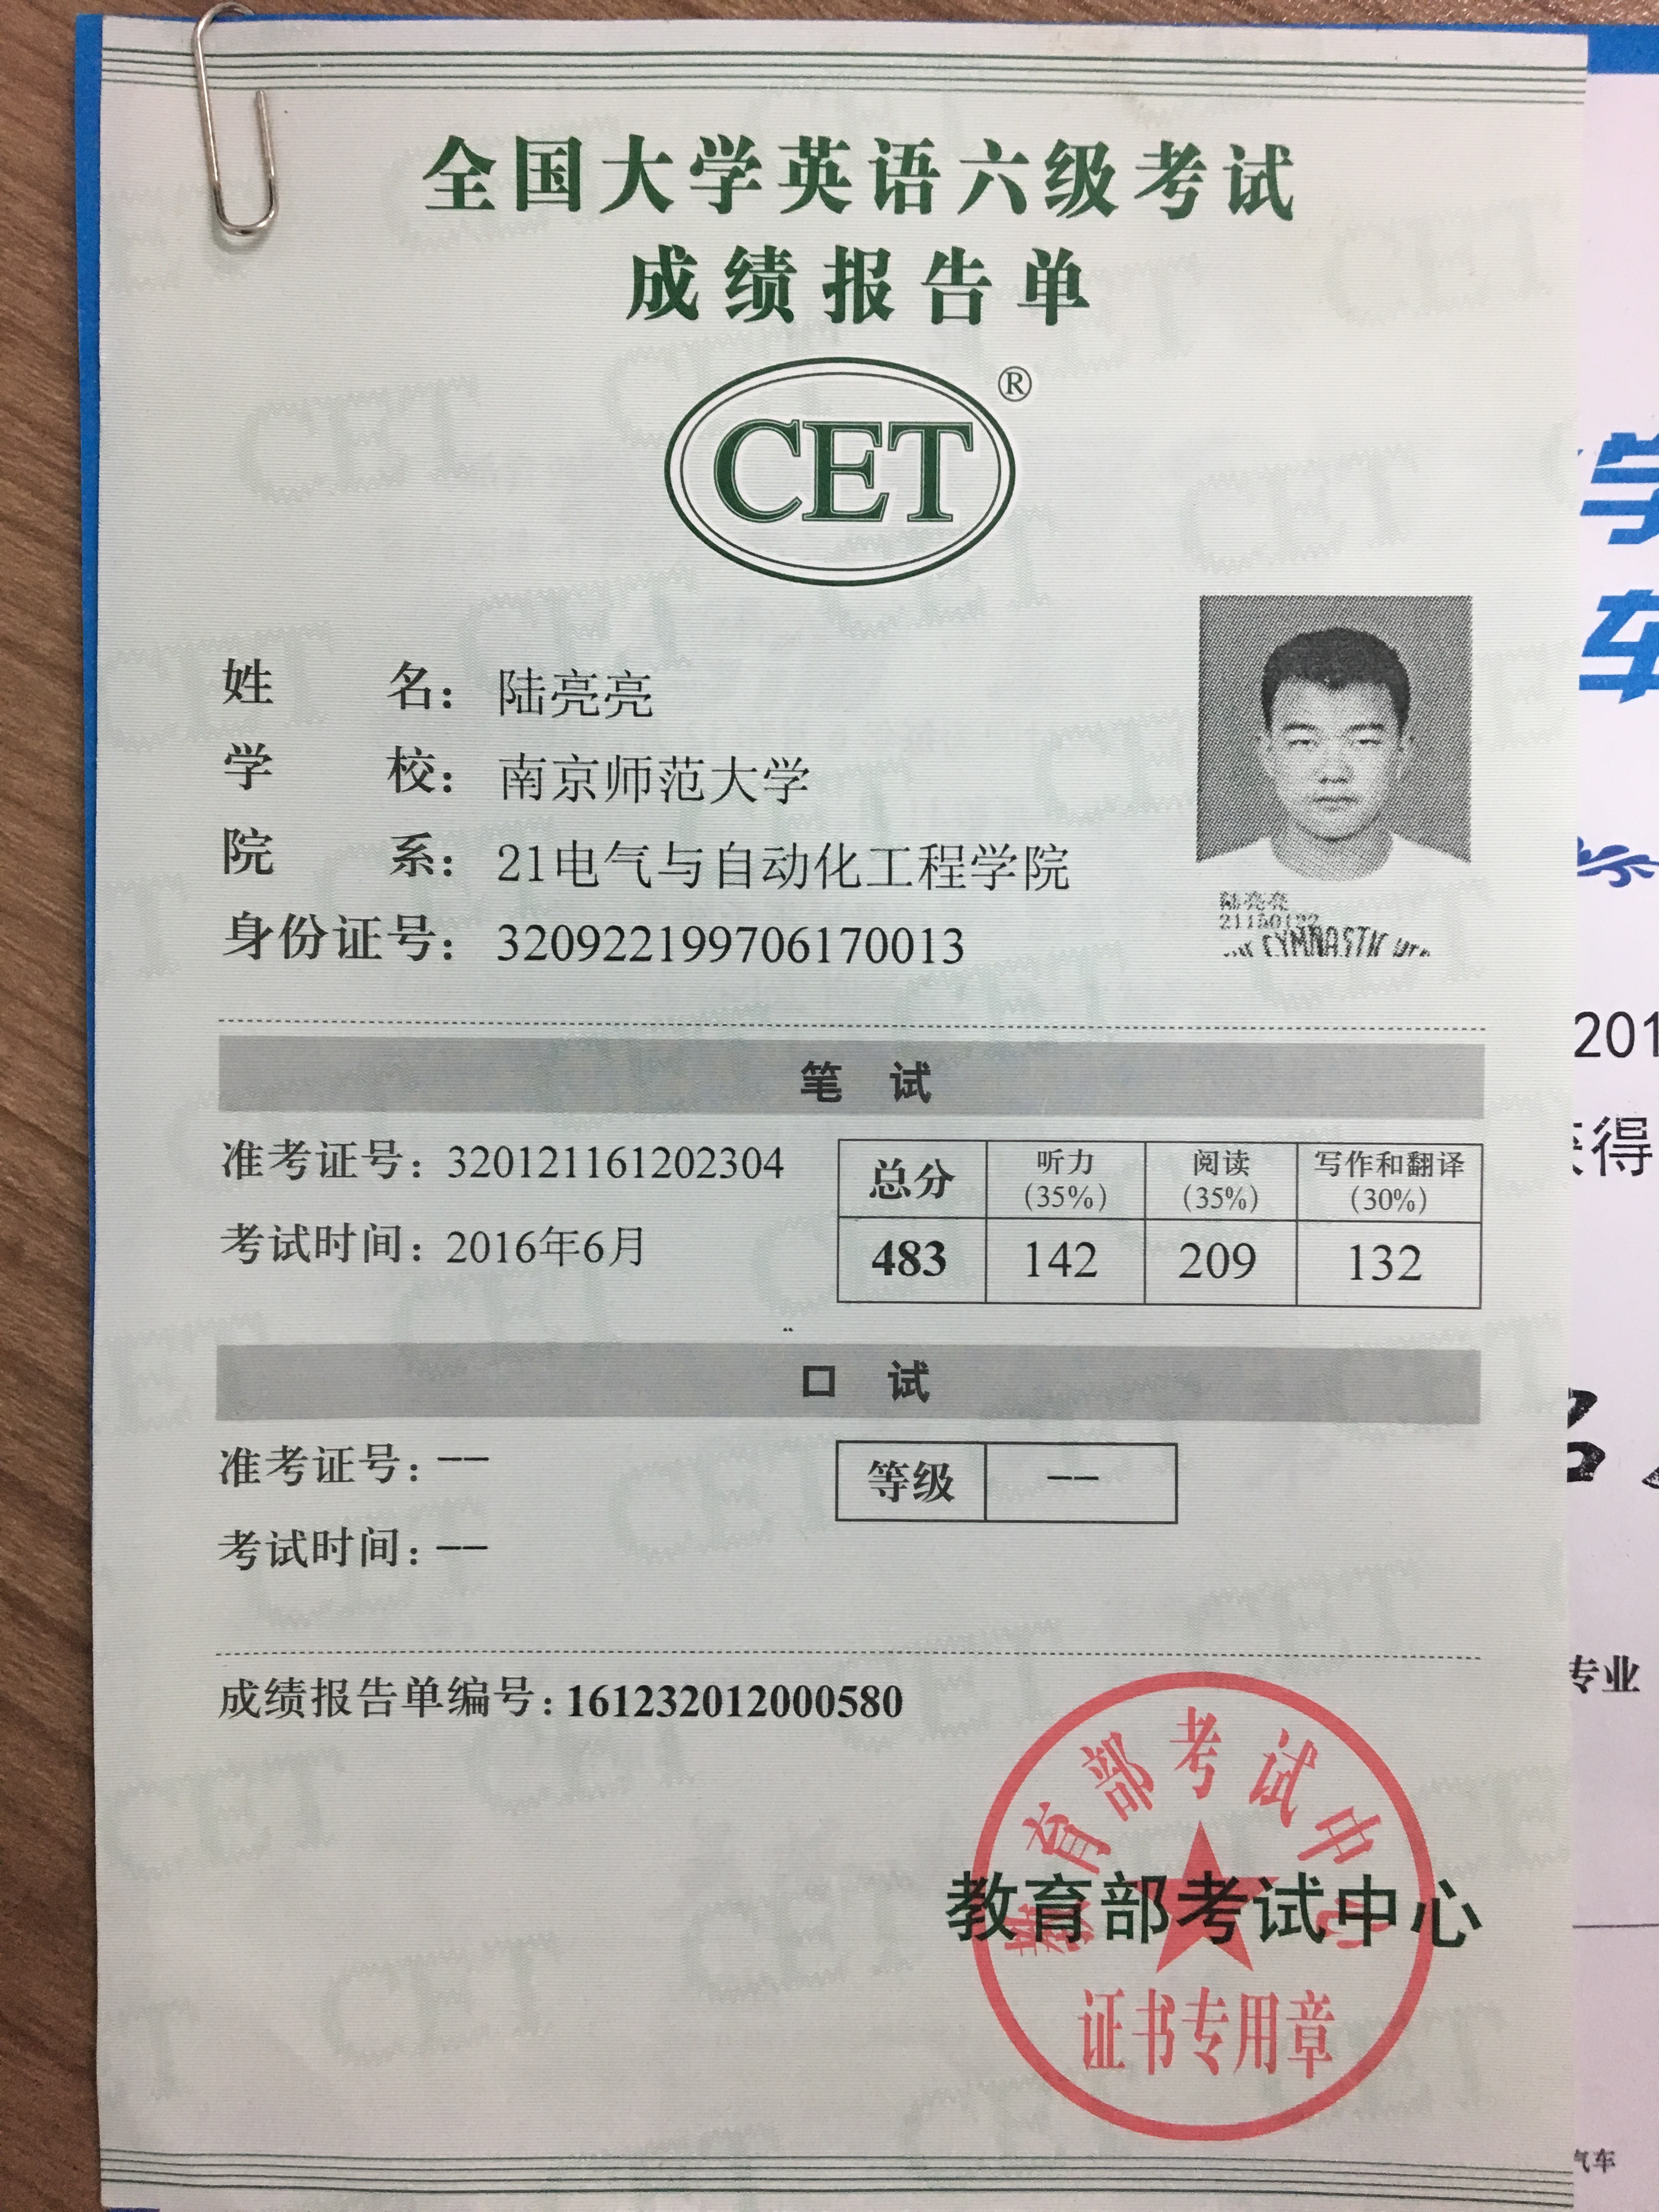 全国大学英语六级考试
成绩报告单
CET®
姓名：陆亮亮
学校：南京师范大学
院系：21电气与自动化工程学院
身份证号：320922199706170013
陆亮亮
21150132
GYMNASTIC
笔试
准考证号：320121161202304
考试时间：2016年6月
总分 听力(35%) 阅读(35%) 写作和翻译(30%)
483 142 209 132
口试
准考证号：--
考试时间：--
等级 --
成绩报告单编号：161232012000580
教育部考试中心
教育部考试中心
证书专用章
学
车
201
得
名
专业
汽车